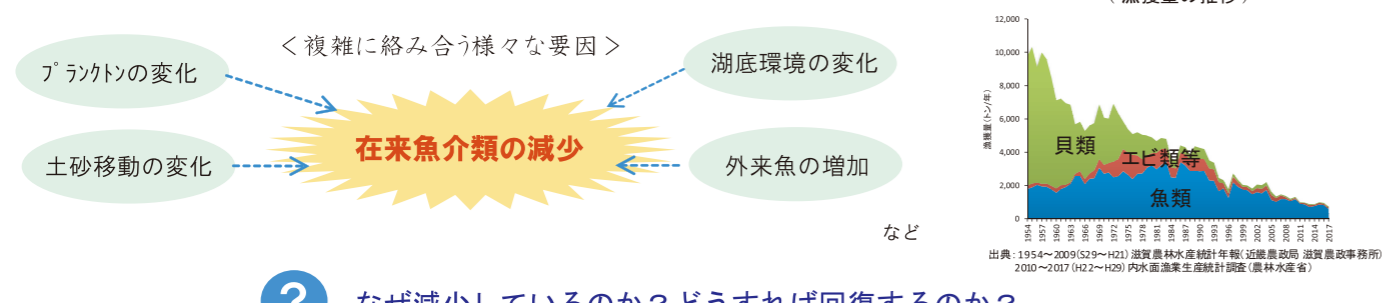 （漁獲量の推移）
＜複雑に絡み合う様々な要因＞
プランクトンの変化
湖底環境の変化
在来魚介類の減少
土砂移動の変化
外来魚の増加
など
漁獲量（トン/年）
12,000
10,000
8,000
6,000
4,000
2,000
0
貝類
エビ類等
魚類
1954
1957
1960
1963
1966
1969
1972
1975
1978
1981
1984
1987
1990
1993
1996
1999
2002
2005
2008
2011
2014
2017
出典：1954～2009(S29～H21)滋賀農林水産統計年報(近畿農政局 滋賀農政事務所)
2010～2017(H22～H29)内水面漁業生産統計調査(農林水産省)
? なぜ減少しているのか？どうすれば回復するのか？